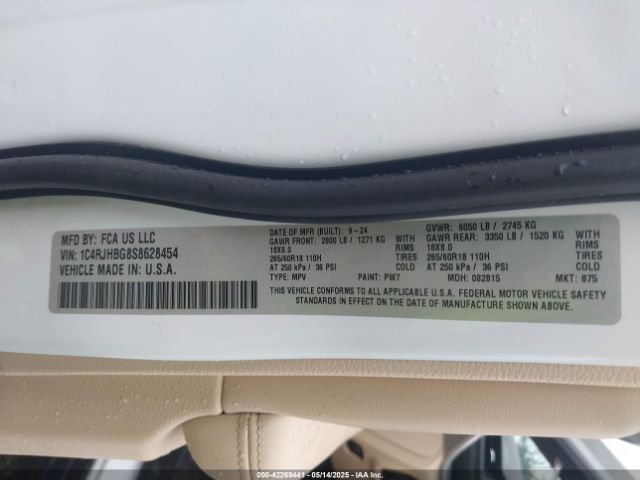 MFD BY: FCA US LLC
VIN: 1C4RJHBG8S8628454
VEHICLE MADE IN: U.S.A.
DATE OF MFR (BUILT): 9-24
GVWR: 6050 LB / 2745 KG
GAWR FRONT: 2800 LB / 1271 KG WITH
GAWR REAR: 3350 LB / 1520 KG WITH
18X8.0 RIMS
18X8.0 RIMS
265/60R18 110H TIRES
265/60R18 110H TIRES
AT 250 kPa / 36 PSI COLD
AT 250 kPa / 36 PSI COLD
TYPE: MPV PAINT: PW7 MDH: 082815 MKT: 875
THIS VEHICLE CONFORMS TO ALL APPLICABLE U.S.A. FEDERAL MOTOR VEHICLE SAFETY
STANDARDS IN EFFECT ON THE DATE OF MANUFACTURE SHOWN ABOVE.
000-42269441 - 05/14/2025 - IAAI.COM